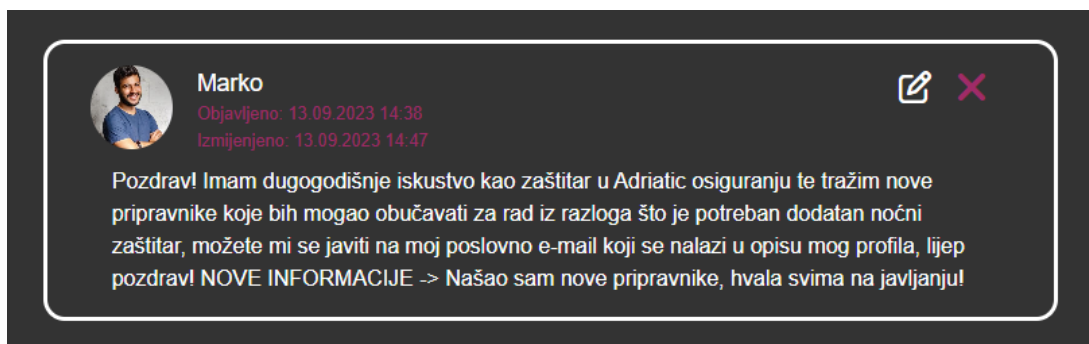 Marko
Objavljeno: 13.09.2023 14:38
Izmijenjeno: 13.09.2023 14:47
Pozdrav! Imam dugogodišnje iskustvo kao zaštitar u Adriatic osiguranju te tražim nove
pripravnike koje bih mogao obučavati za rad iz razloga što je potreban dodatan noćni
zaštitar, možete mi se javiti na moj poslovno e-mail koji se nalazi u opisu mog profila, lijep
pozdrav! NOVE INFORMACIJE -> Našao sam nove pripravnike, hvala svima na javljanju!